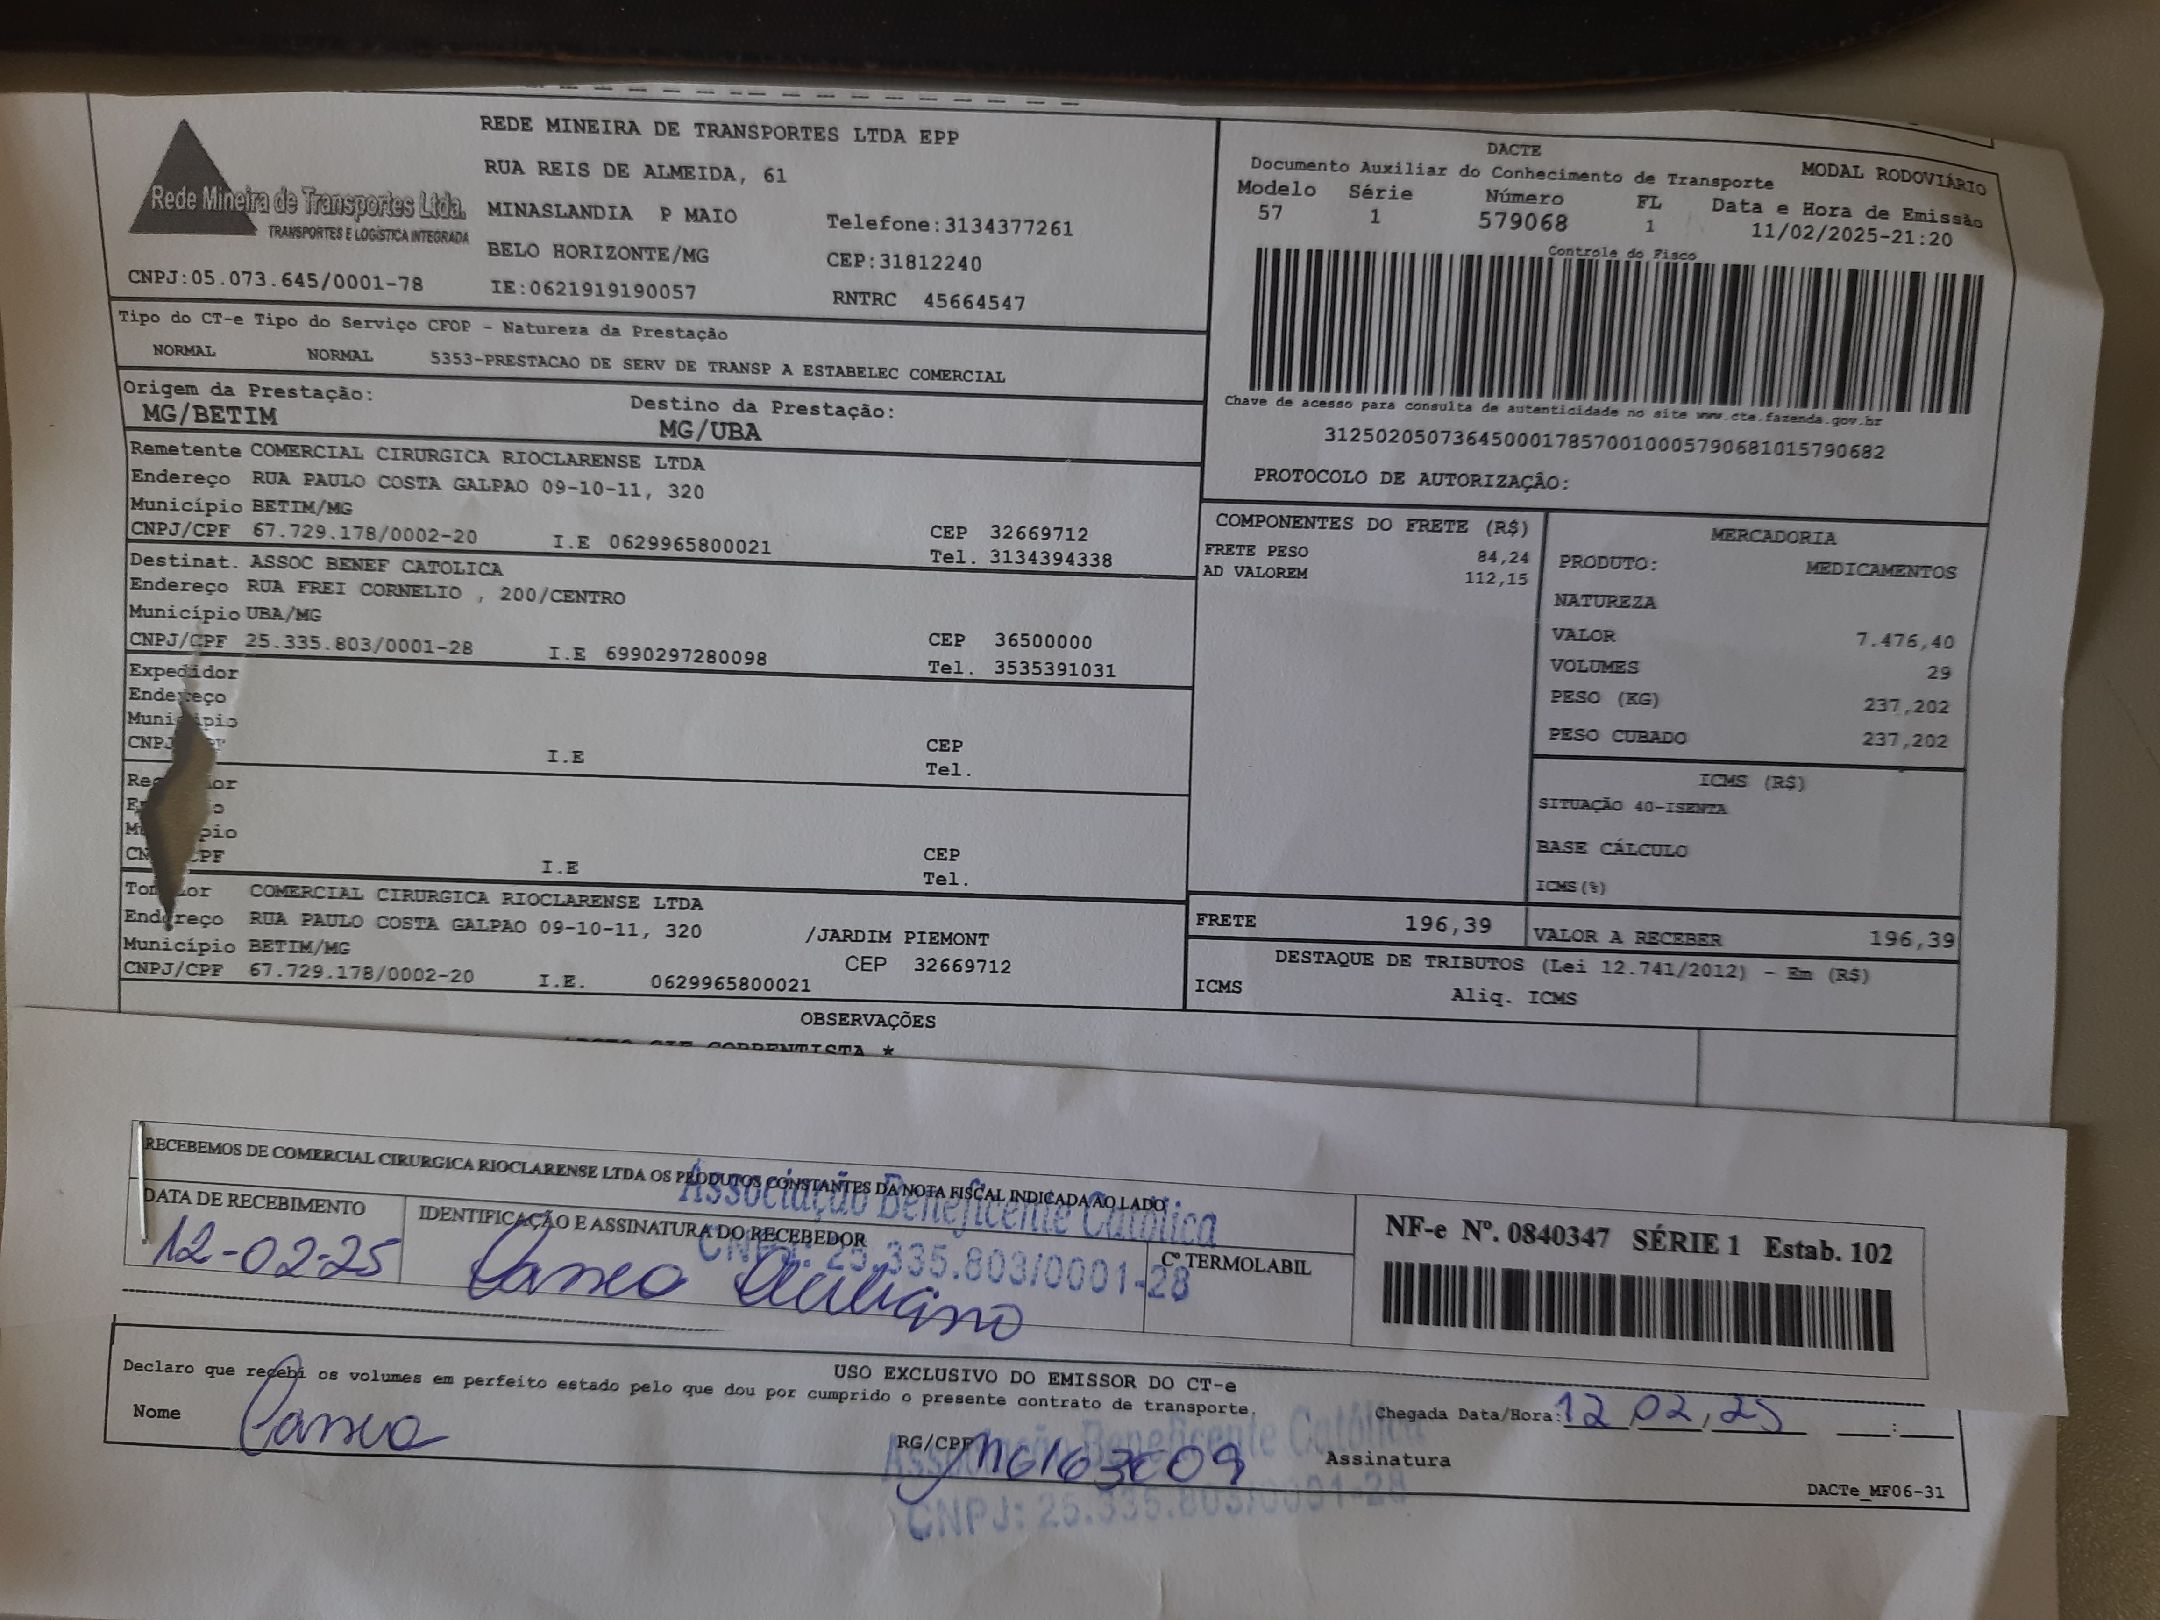 REDE MINEIRA DE TRANSPORTES LTDA EPP
RUA REIS DE ALMEIDA, 61
Rede Mineira de Transportes Ltda.
TRANSPORTES E LOGÍSTICA INTEGRADA
MINASLANDIA P MAIO Telefone:3134377261
BELO HORIZONTE/MG CEP:31812240
CNPJ:05.073.645/0001-78 IE:0621919190057 RNTRC 45664547
Tipo do CT-e Tipo do Serviço CFOP - Natureza da Prestação
NORMAL NORMAL 5353-PRESTACAO DE SERV DE TRANSP A ESTABELEC COMERCIAL
Origem da Prestação: Destino da Prestação:
MG/BETIM MG/UBA
Remetente COMERCIAL CIRURGICA RIOCLARENSE LTDA
Endereço RUA PAULO COSTA GALPAO 09-10-11, 320
Município BETIM/MG CEP 32669712
CNPJ/CPF 67.729.178/0002-20 I.E 0629965800021 Tel. 3134394338
Destinat. ASSOC BENEF CATOLICA
Endereço RUA FREI CORNELIO , 200/CENTRO
Município UBA/MG CEP 36500000
CNPJ/CPF 25.335.803/0001-28 I.E 6990297280098 Tel. 3535391031
Expedidor
Endereço
Município CEP
CNPJ I.E Tel.
CEP
I.E Tel.
COMERCIAL CIRURGICA RIOCLARENSE LTDA
Endereço RUA PAULO COSTA GALPAO 09-10-11, 320 /JARDIM PIEMONT
Município BETIM/MG CEP 32669712
CNPJ/CPF 67.729.178/0002-20 I.E. 0629965800021
OBSERVAÇÕES
CORRENTISTA *
DACTE MODAL RODOVIÁRIO
Documento Auxiliar do Conhecimento de Transporte
Modelo Série Número FL Data e Hora de Emissão
57 1 579068 1 11/02/2025-21:20
Controle do Fisco
Chave de acesso para consulta de autenticidade no site www.cte.fazenda.gov.br
31250205073645000178570010005790681015790682
PROTOCOLO DE AUTORIZAÇÃO:
COMPONENTES DO FRETE (R$)
FRETE PESO 84,24
AD VALOREM 112,15
MERCADORIA
PRODUTO: MEDICAMENTOS
NATUREZA
VALOR 7.476,40
VOLUMES 29
PESO (KG) 237,202
PESO CUBADO 237,202
ICMS (R$)
SITUAÇÃO 40-ISENTA
BASE CÁLCULO
ICMS(%)
FRETE 196,39 VALOR A RECEBER 196,39
DESTAQUE DE TRIBUTOS (Lei 12.741/2012) - Em (R$)
ICMS Aliq. ICMS
RECEBEMOS DE COMERCIAL CIRURGICA RIOCLARENSE LTDA OS PRODUTOS CONSTANTES DA NOTA FISCAL INDICADA AO LADO
Associação Beneficente Católica
CNPJ: 25.335.803/0001-28
DATA DE RECEBIMENTO IDENTIFICAÇÃO E ASSINATURA DO RECEBEDOR Cº TERMOLABIL
12-02-25
NF-e Nº. 0840347 SÉRIE 1 Estab. 102
USO EXCLUSIVO DO EMISSOR DO CT-e
Declaro que recebi os volumes em perfeito estado pelo que dou por cumprido o presente contrato de transporte.
Chegada Data/Hora: 12,02,25 __:__
Nome RG/CPF Assinatura
Associação Beneficente Católica
CNPJ: 25.335.803/0001-28
DACTe_MF06-31